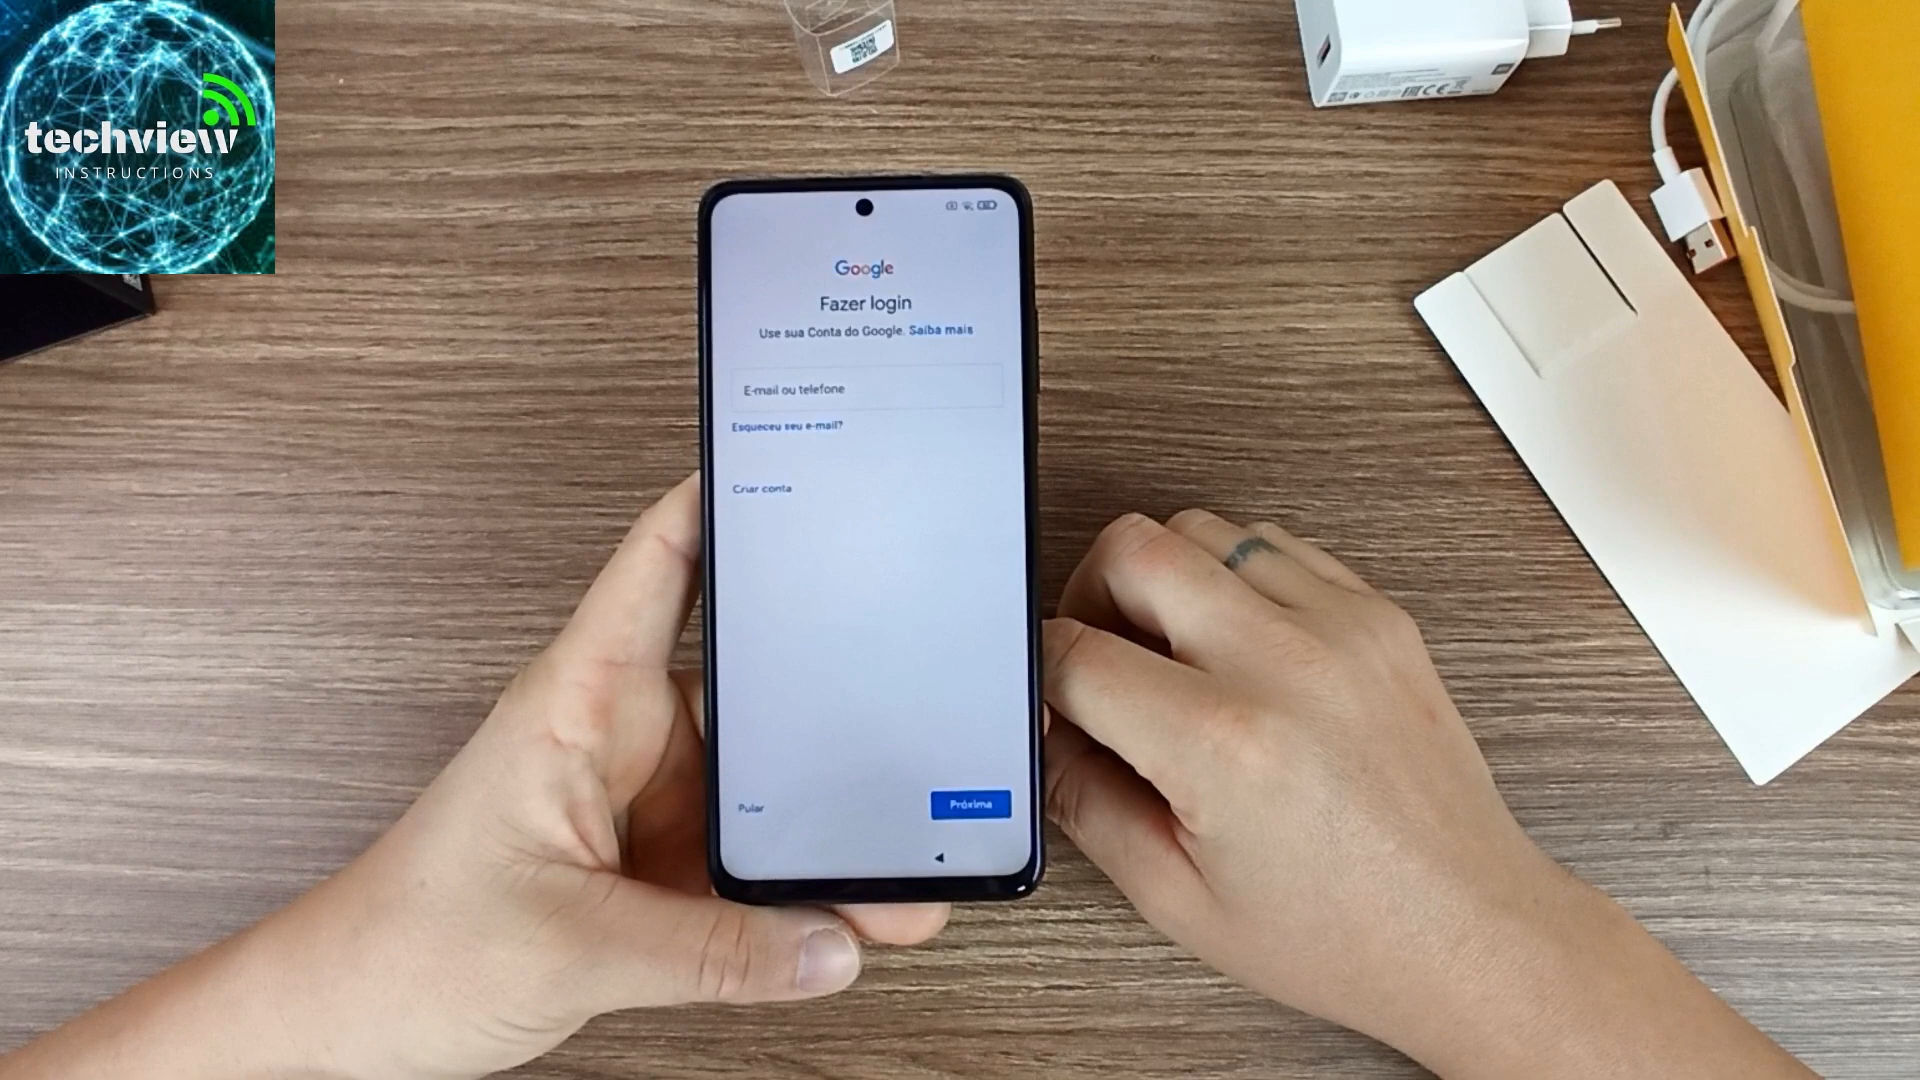 techview
INSTRUCTIONS
Google
Fazer login
Use sua Conta do Google. Saiba mais
E-mail ou telefone
Esqueceu seu e-mail?
Criar conta
Pular
Próxima